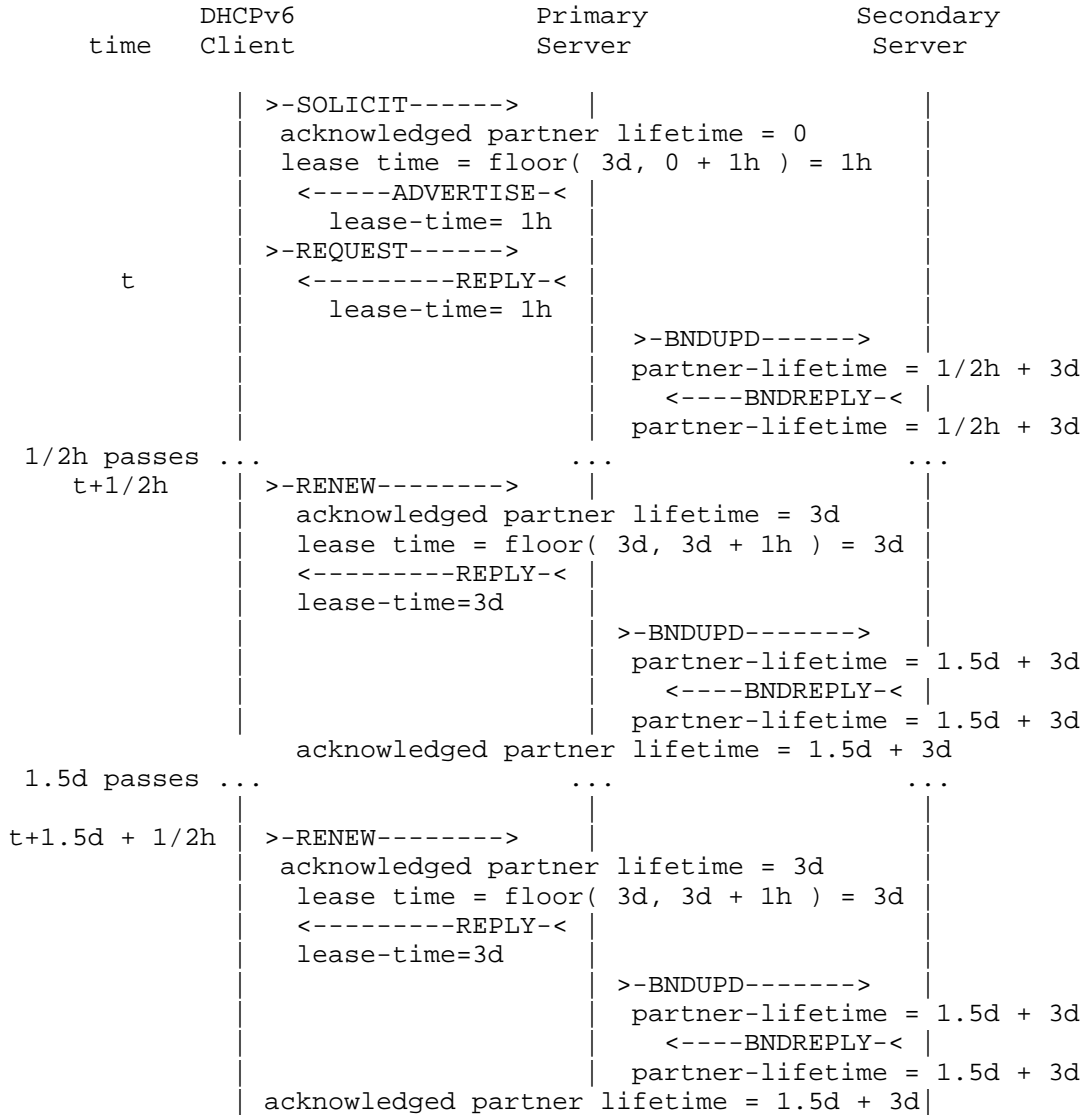 DHCPv6 Primary Secondary
time Client Server Server
| >-SOLICIT------> | |
| acknowledged partner lifetime = 0 |
| lease time = floor( 3d, 0 + 1h ) = 1h |
| <-----ADVERTISE-< | |
| lease-time= 1h | |
| >-REQUEST------> | |
t | <---------REPLY-< | |
| lease-time= 1h | |
| | >-BNDUPD------> |
| | partner-lifetime = 1/2h + 3d
| | <----BNDREPLY-< |
| | partner-lifetime = 1/2h + 3d
1/2h passes ... ... ...
t+1/2h | >-RENEW--------> | |
| acknowledged partner lifetime = 3d |
| lease time = floor( 3d, 3d + 1h ) = 3d |
| <---------REPLY-< | |
| lease-time=3d | |
| | >-BNDUPD-------> |
| | partner-lifetime = 1.5d + 3d
| | <----BNDREPLY-< |
| | partner-lifetime = 1.5d + 3d
acknowledged partner lifetime = 1.5d + 3d
1.5d passes ... ... ...
| | |
t+1.5d + 1/2h | >-RENEW--------> | |
| acknowledged partner lifetime = 3d |
| lease time = floor( 3d, 3d + 1h ) = 3d |
| <---------REPLY-< | |
| lease-time=3d | |
| | >-BNDUPD-------> |
| | partner-lifetime = 1.5d + 3d
| | <----BNDREPLY-< |
| | partner-lifetime = 1.5d + 3d
| acknowledged partner lifetime = 1.5d + 3d|